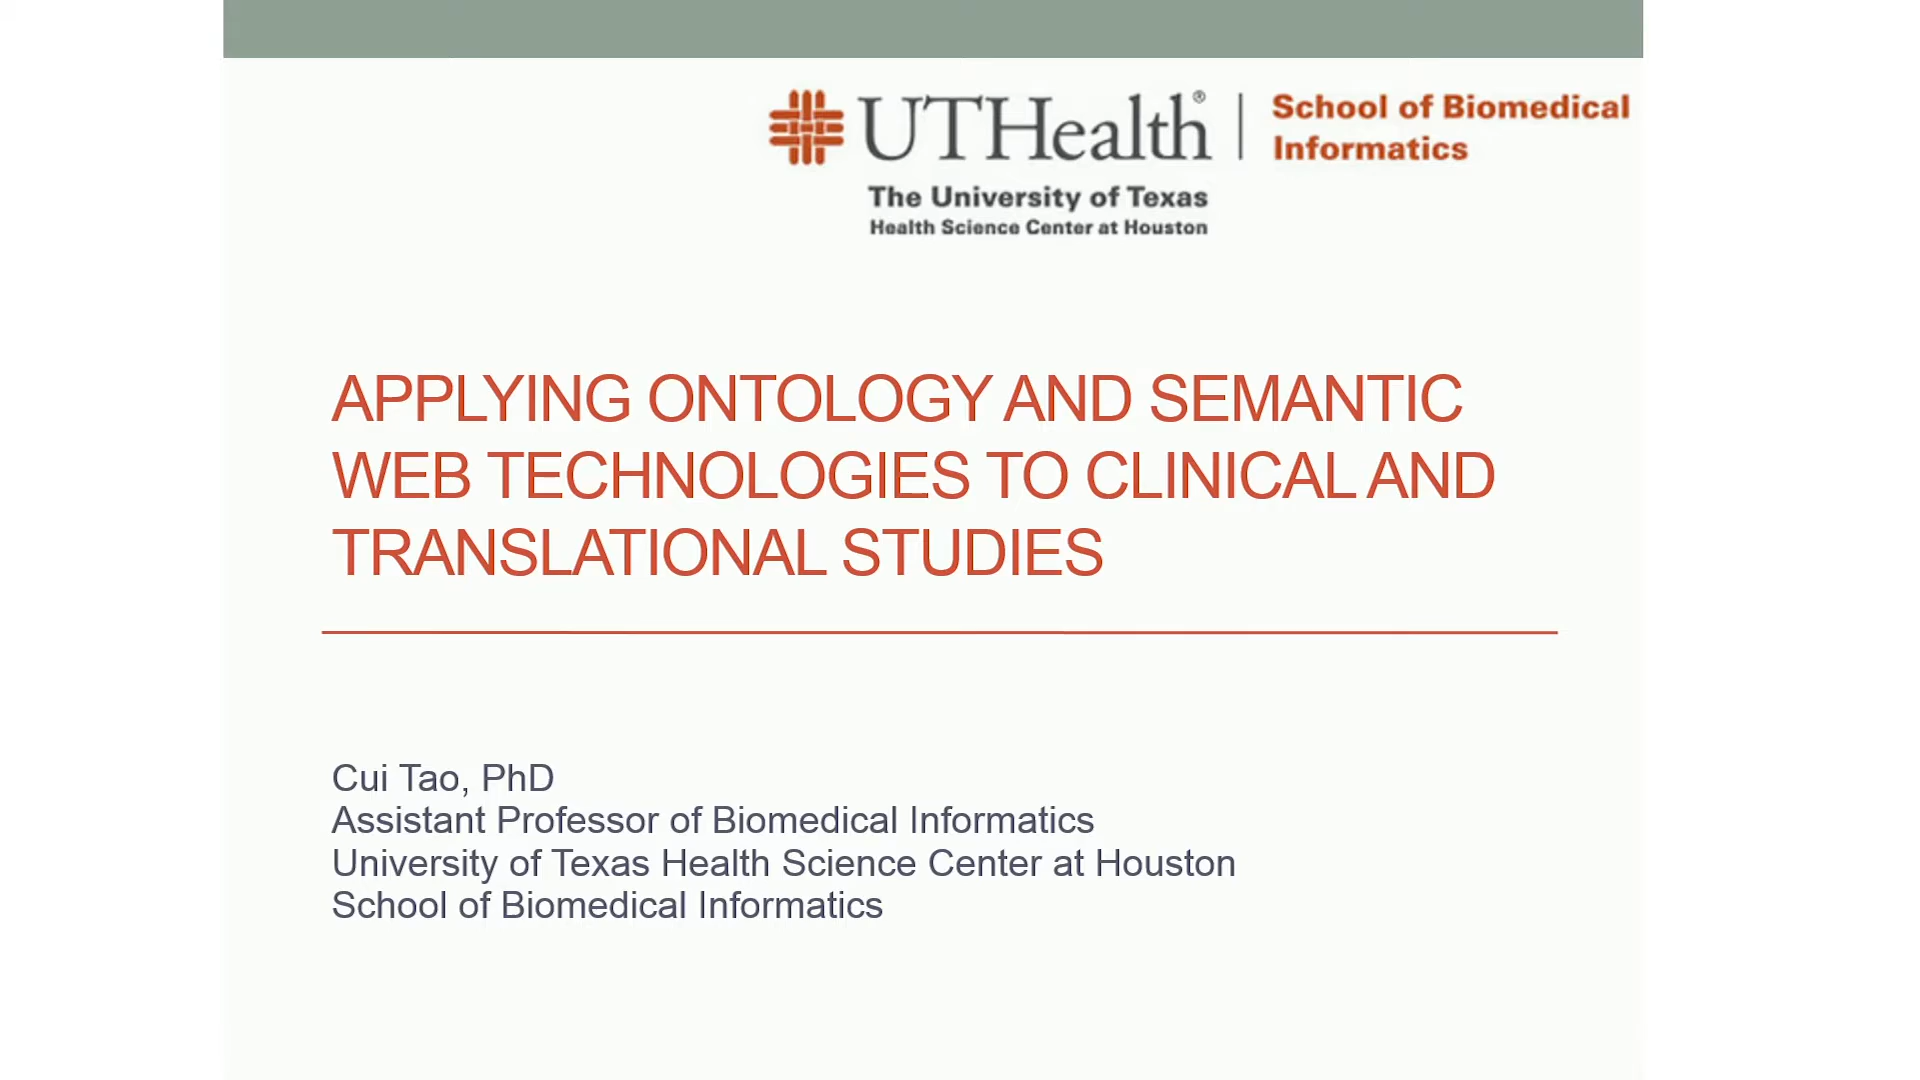 UTHealth®
School of Biomedical
Informatics
The University of Texas
Health Science Center at Houston
APPLYING ONTOLOGY AND SEMANTIC
WEB TECHNOLOGIES TO CLINICAL AND
TRANSLATIONAL STUDIES
Cui Tao, PhD
Assistant Professor of Biomedical Informatics
University of Texas Health Science Center at Houston
School of Biomedical Informatics